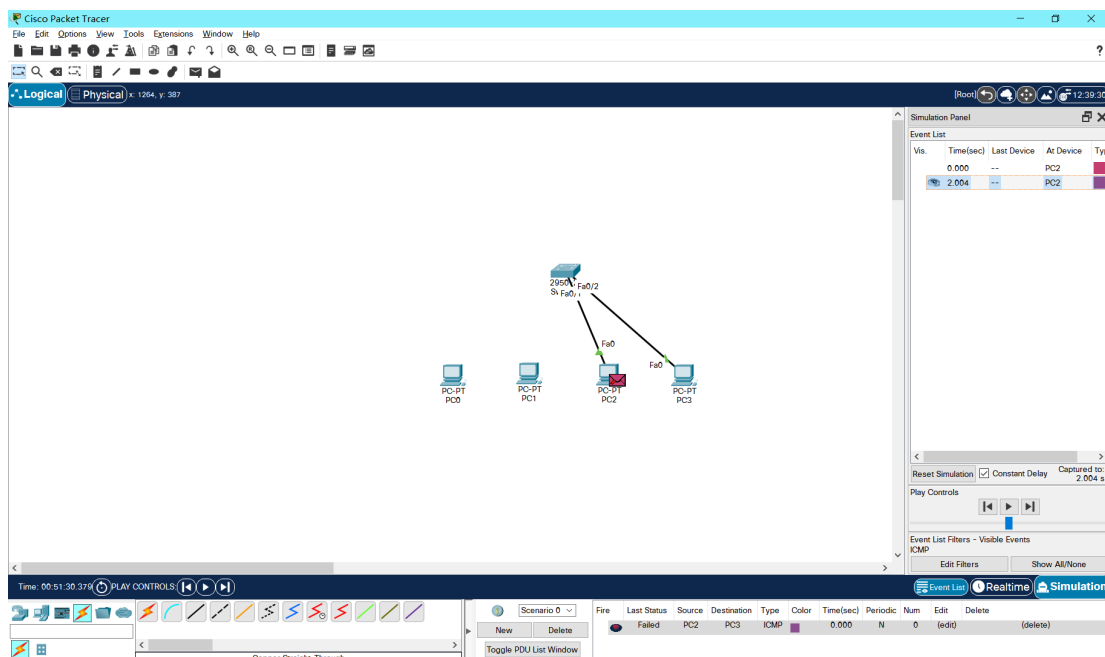 Cisco Packet Tracer
File Edit Options View Tools Extensions Window Help
?
Logical Physical x: 1264, y: 387 [Root] 12:39:30
Simulation Panel
Event List
Vis. Time(sec) Last Device At Device Typ
0.000 -- PC2
2.004 -- PC2
2950
Fa0/2
Fa0/1
Fa0
Fa0
PC-PT
PC0
PC-PT
PC1
PC-PT
PC2
PC-PT
PC3
Reset Simulation Constant Delay Captured to:
2.004 s
Play Controls
Event List Filters - Visible Events
ICMP
Edit Filters Show All/None
Time: 00:51:30.379 PLAY CONTROLS: Event List Realtime Simulation
Scenario 0 Fire Last Status Source Destination Type Color Time(sec) Periodic Num Edit Delete
New Delete Failed PC2 PC3 ICMP 0.000 N 0 (edit) (delete)
Toggle PDU List Window